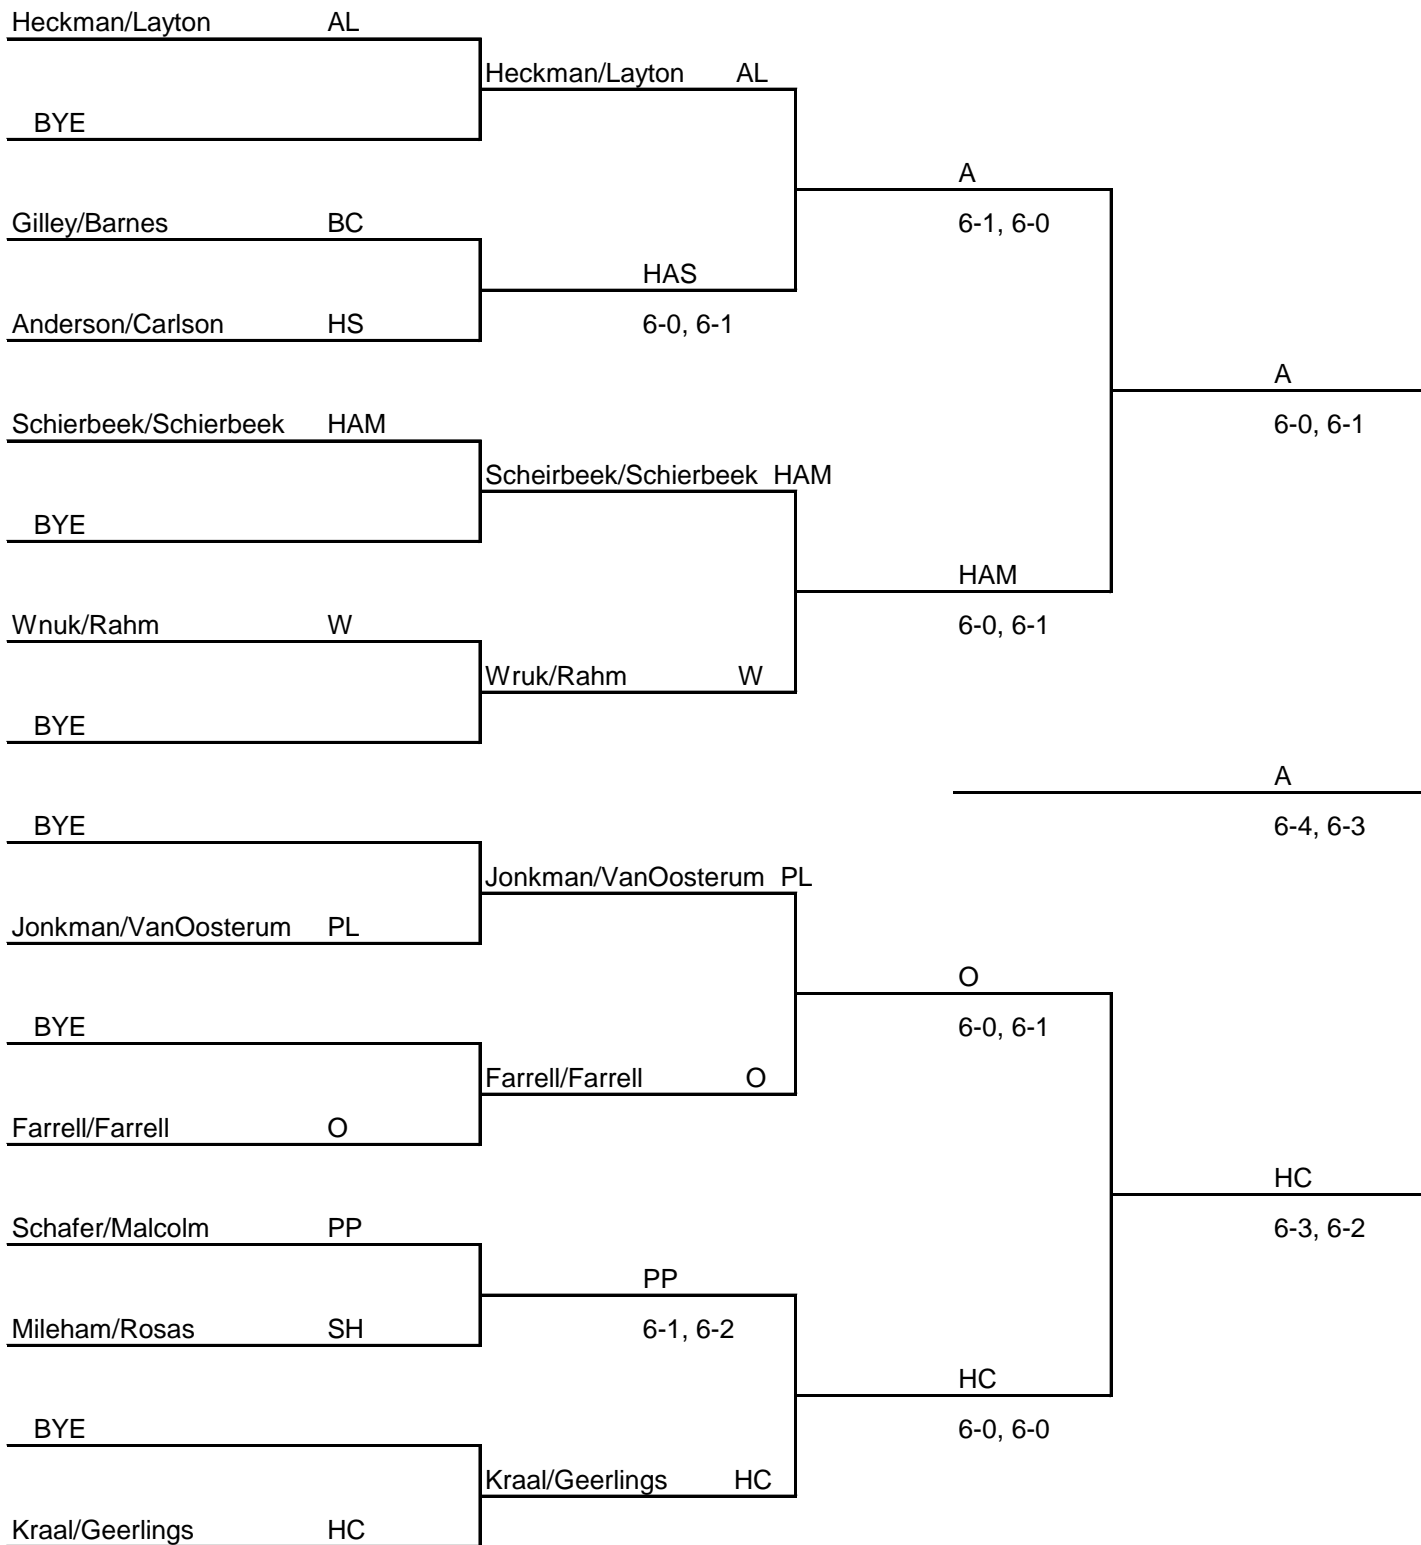 Heckman/Layton AL
Heckman/Layton AL
BYE
A
Gilley/Barnes BC
6-1, 6-0
HAS
Anderson/Carlson HS
6-0, 6-1
A
Schierbeek/Schierbeek HAM
6-0, 6-1
Scheirbeek/Schierbeek HAM
BYE
HAM
Wnuk/Rahm W
6-0, 6-1
Wruk/Rahm W
BYE
A
BYE
6-4, 6-3
Jonkman/VanOosterum PL
Jonkman/VanOosterum PL
O
BYE
6-0, 6-1
Farrell/Farrell O
Farrell/Farrell O
HC
Schafer/Malcolm PP
6-3, 6-2
PP
Mileham/Rosas SH
6-1, 6-2
HC
BYE
6-0, 6-0
Kraal/Geerlings HC
Kraal/Geerlings HC